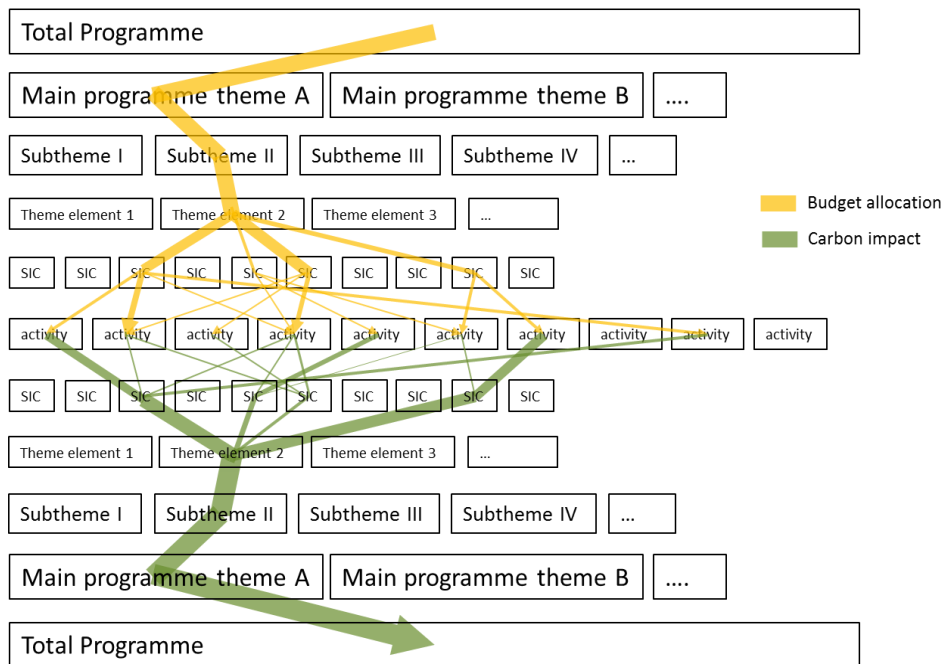 Total Programme
Main programme theme A Main programme theme B ....
Subtheme I Subtheme II Subtheme III Subtheme IV ...
Theme element 1 Theme element 2 Theme element 3 ...
Budget allocation
Carbon impact
SIC SIC SIC SIC SIC SIC SIC SIC SIC SIC
activity activity activity activity activity activity activity activity activity activity
SIC SIC SIC SIC SIC SIC SIC SIC SIC SIC
Theme element 1 Theme element 2 Theme element 3 ...
Subtheme I Subtheme II Subtheme III Subtheme IV ...
Main programme theme A Main programme theme B ....
Total Programme